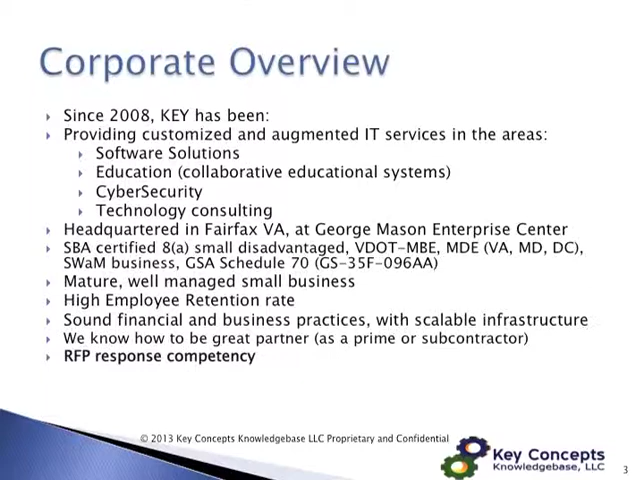 Corporate Overview
Since 2008, KEY has been:
Providing customized and augmented IT services in the areas:
Software Solutions
Education (collaborative educational systems)
CyberSecurity
Technology consulting
Headquartered in Fairfax VA, at George Mason Enterprise Center
SBA certified 8(a) small disadvantaged, VDOT-MBE, MDE (VA, MD, DC),
SWaM business, GSA Schedule 70 (GS-35F-096AA)
Mature, well managed small business
High Employee Retention rate
Sound financial and business practices, with scalable infrastructure
We know how to be great partner (as a prime or subcontractor)
RFP response competency
© 2013 Key Concepts Knowledgebase LLC Proprietary and Confidential
Key Concepts
Knowledgebase, LLC
3